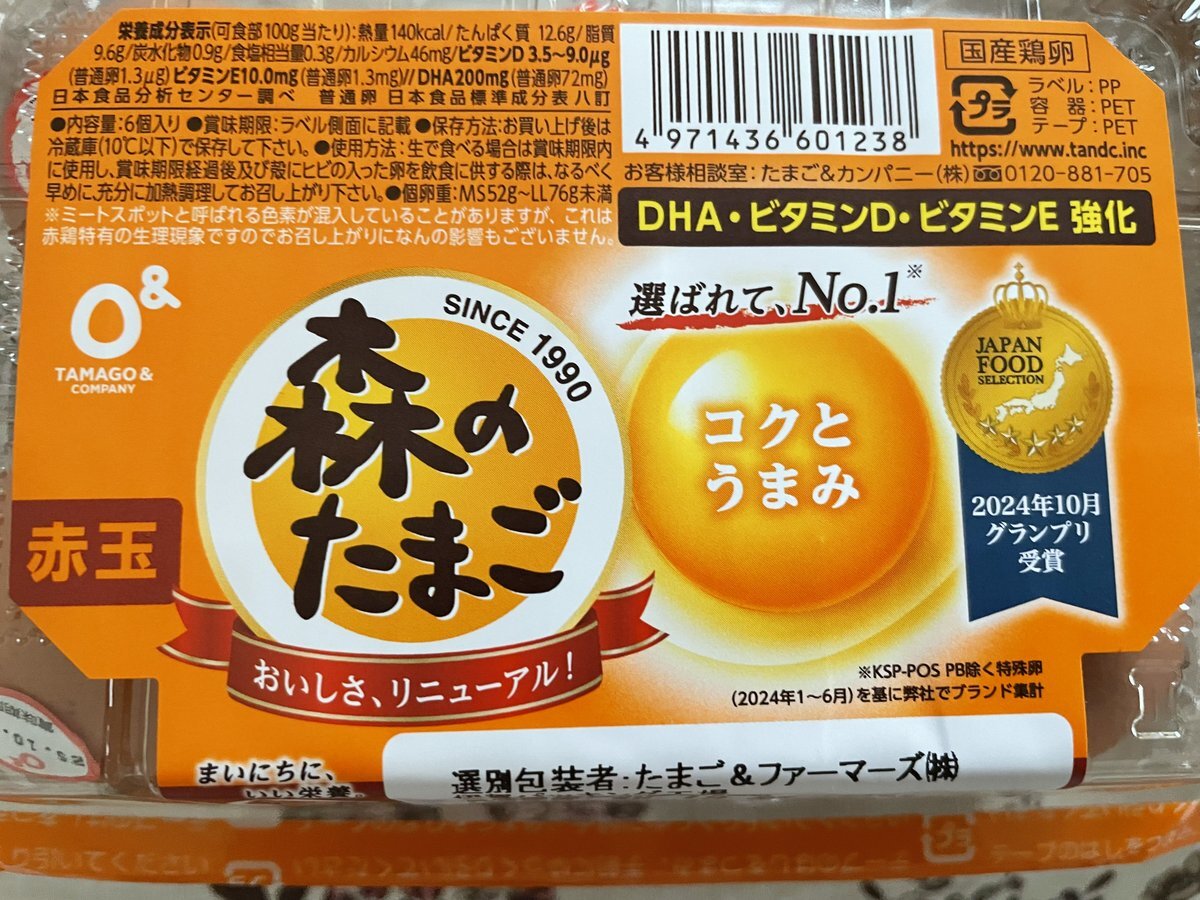 栄養成分表示(可食部100g当たり):熱量140kcal/たんぱく質 12.6g/脂質
9.6g/炭水化物0.9g/食塩相当量0.3g/カルシウム46mg/ビタミンD 3.5～9.0μg
(普通卵1.3μg)ビタミンE10.0mg(普通卵1.3mg)//DHA200mg(普通卵72mg)
日本食品分析センター調べ 普通卵 日本食品標準成分表 八訂
●内容量:6個入り ●賞味期限:ラベル側面に記載 ●保存方法:お買い上げ後は
冷蔵庫(10℃以下)で保存して下さい。●使用方法:生で食べる場合は賞味期限内
に使用し、賞味期限経過後及び殻にヒビの入った卵を飲食に供する際は、なるべく
早めに、充分に加熱調理してお召し上がり下さい。●個卵重:MS52g~LL76g未満
※ミートスポットと呼ばれる色素が混入していることがありますが、これは
赤鶏特有の生理現象ですのでお召し上がりになんの影響もございません。
4 971436 601238
国産鶏卵
プラ
ラベル:PP
容器:PET
テープ:PET
https://www.tandc.inc
お客様相談室:たまご&カンパニー(株)0120-881-705
DHA・ビタミンD・ビタミンE 強化
TAMAGO &
COMPANY
SINCE 1990
森の
たまご
おいしさ、リニューアル!
赤玉
選ばれて、No.1※
コクと
うまみ
JAPAN
FOOD
SELECTION
2024年10月
グランプリ
受賞
※KSP-POS PB除く特殊卵
(2024年1～6月)を基に弊社でブランド集計
まいにちに、
いい栄養。
選別包装者:たまご&ファーマーズ㈱